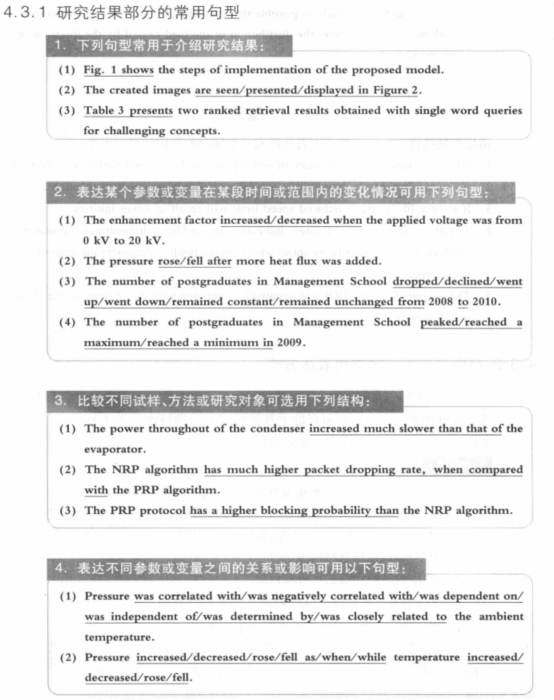 4.3.1 研究结果部分的常用句型
1. 下列句型常用于介绍研究结果：
(1) Fig. 1 shows the steps of implementation of the proposed model.
(2) The created images are seen/presented/displayed in Figure 2.
(3) Table 3 presents two ranked retrieval results obtained with single word queries
for challenging concepts.
2. 表达某个参数或变量在某段时间或范围内的变化情况可用下列句型：
(1) The enhancement factor increased/decreased when the applied voltage was from
0 kV to 20 kV.
(2) The pressure rose/fell after more heat flux was added.
(3) The number of postgraduates in Management School dropped/declined/went
up/went down/remained constant/remained unchanged from 2008 to 2010.
(4) The number of postgraduates in Management School peaked/reached a
maximum/reached a minimum in 2009.
3. 比较不同试样、方法或研究对象可选用下列结构：
(1) The power throughout of the condenser increased much slower than that of the
evaporator.
(2) The NRP algorithm has much higher packet dropping rate, when compared
with the PRP algorithm.
(3) The PRP protocol has a higher blocking probability than the NRP algorithm.
4. 表达不同参数或变量之间的关系或影响可用以下句型：
(1) Pressure was correlated with/was negatively correlated with/was dependent on/
was independent of/was determined by/was closely related to the ambient
temperature.
(2) Pressure increased/decreased/rose/fell as/when/while temperature increased/
decreased/rose/fell.